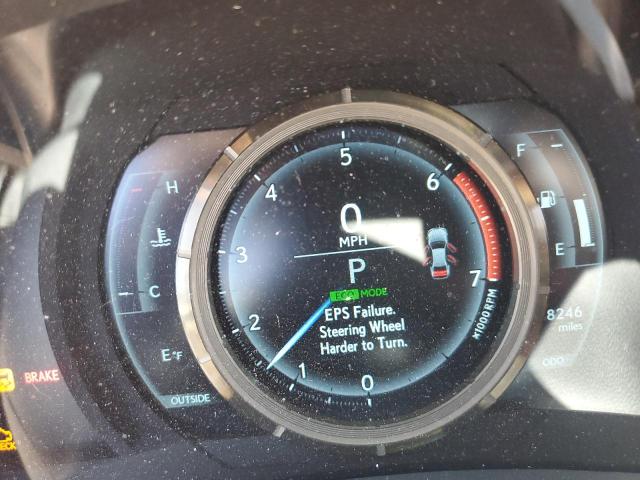 H
C
E°F
OUTSIDE
BRAKE
5
4
6
3
7
2
1
0
x1000RPM
0
MPH
P
ECO MODE
EPS Failure.
Steering Wheel
Harder to Turn.
F
E
8246
miles
ODO